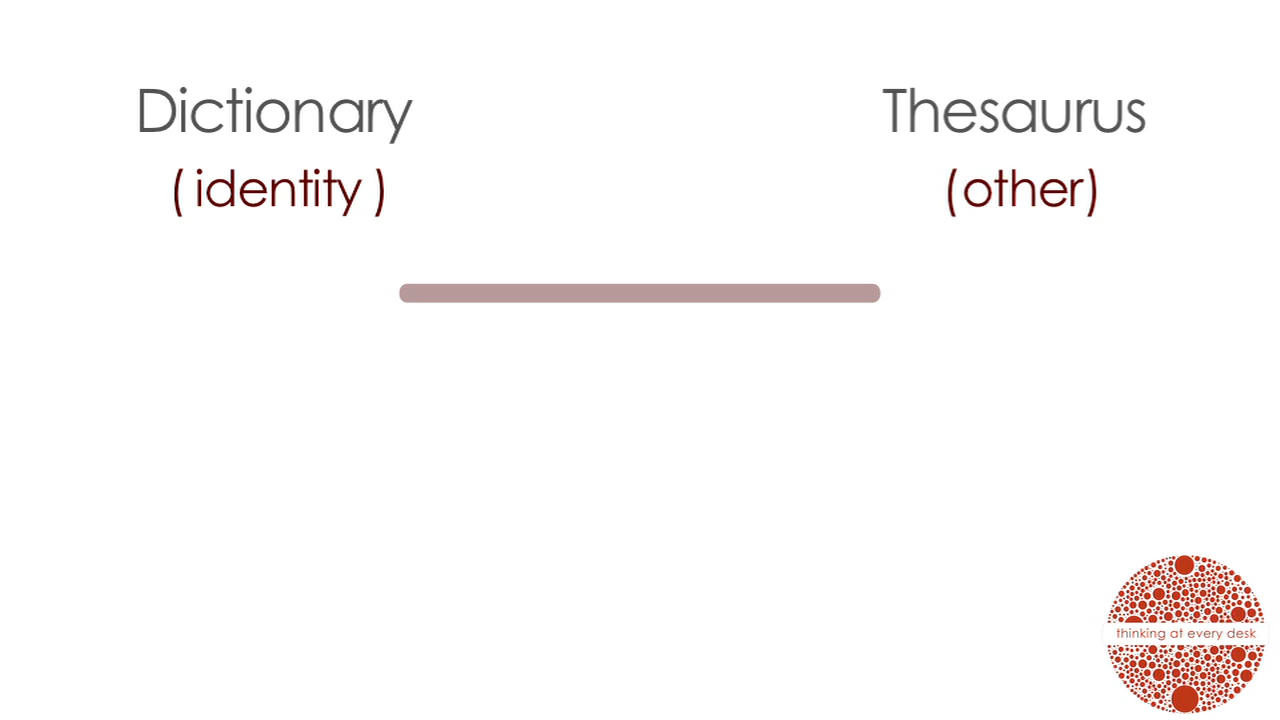 Dictionary
( identity )
Thesaurus
(other)
thinking at every desk